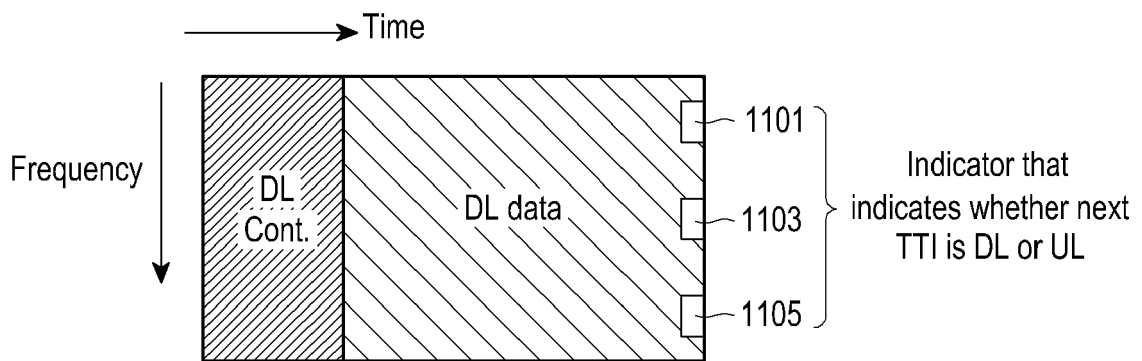 Time
Frequency
DL
Cont.
DL data
1101
1103
1105
Indicator that
indicates whether next
TTI is DL or UL